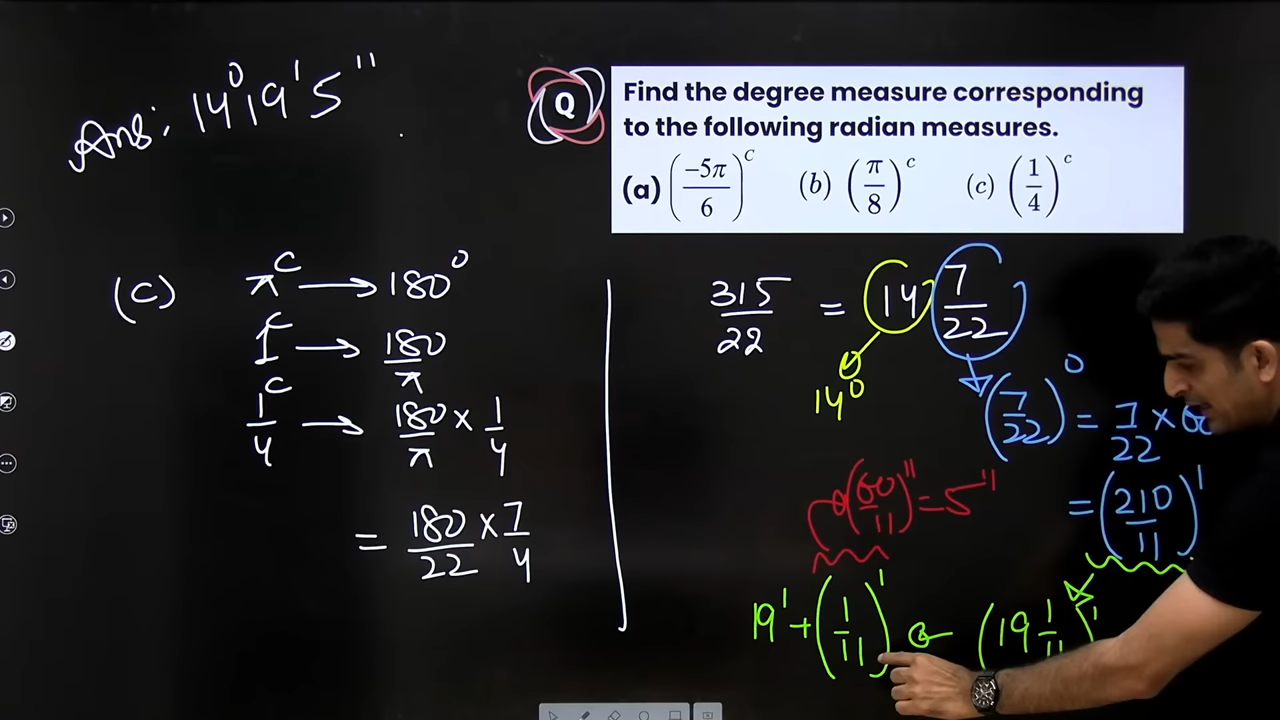 Ans: 14° 19' 5"
Q
Find the degree measure corresponding
to the following radian measures.
(a) (−5π/6)^C (b) (π/8)^c (c) (1/4)^c
(C) π^C → 180°
1^C → 180/π
1/4^C → 180/π × 1/4
= 180/22 × 7/4
315/22 = 14 7/22
14°
(7/22)° = 7/22 × 60
= (210/11)'
(19 1/11)'
19' + (1/11)'
(60/11)" = 5"